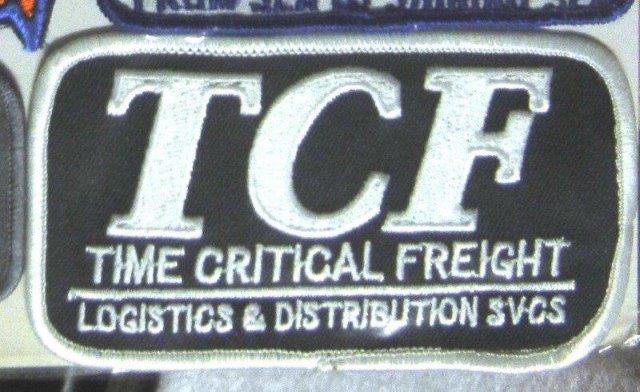 TCF
TIME CRITICAL FREIGHT
LOGISTICS & DISTRIBUTION SVCS